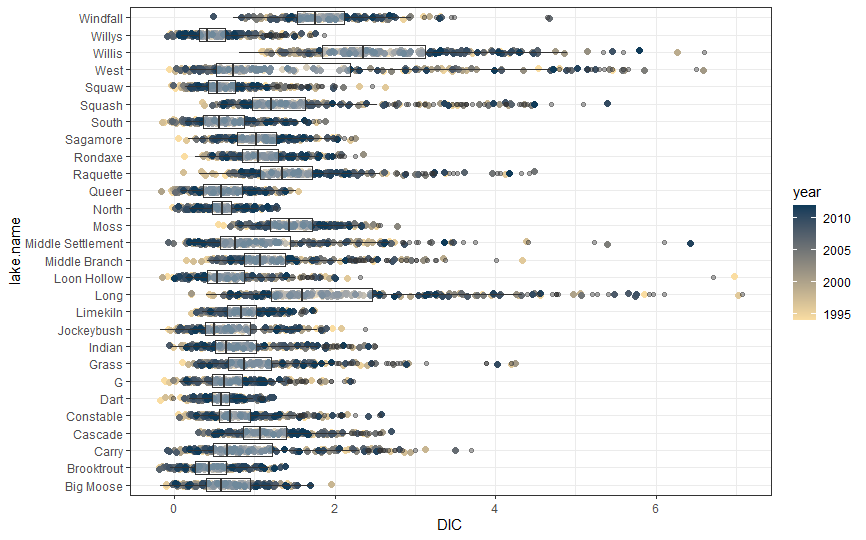 Windfall
Willys
Willis
West
Squaw
Squash
South
Sagamore
Rondaxe
Raquette
Queer
North
Moss
Middle Settlement
Middle Branch
Loon Hollow
Long
Limekiln
Jockeybush
Indian
Grass
G
Dart
Constable
Cascade
Carry
Brooktrout
Big Moose
lake.name
0 2 4 6
DIC
year
2010
2005
2000
1995